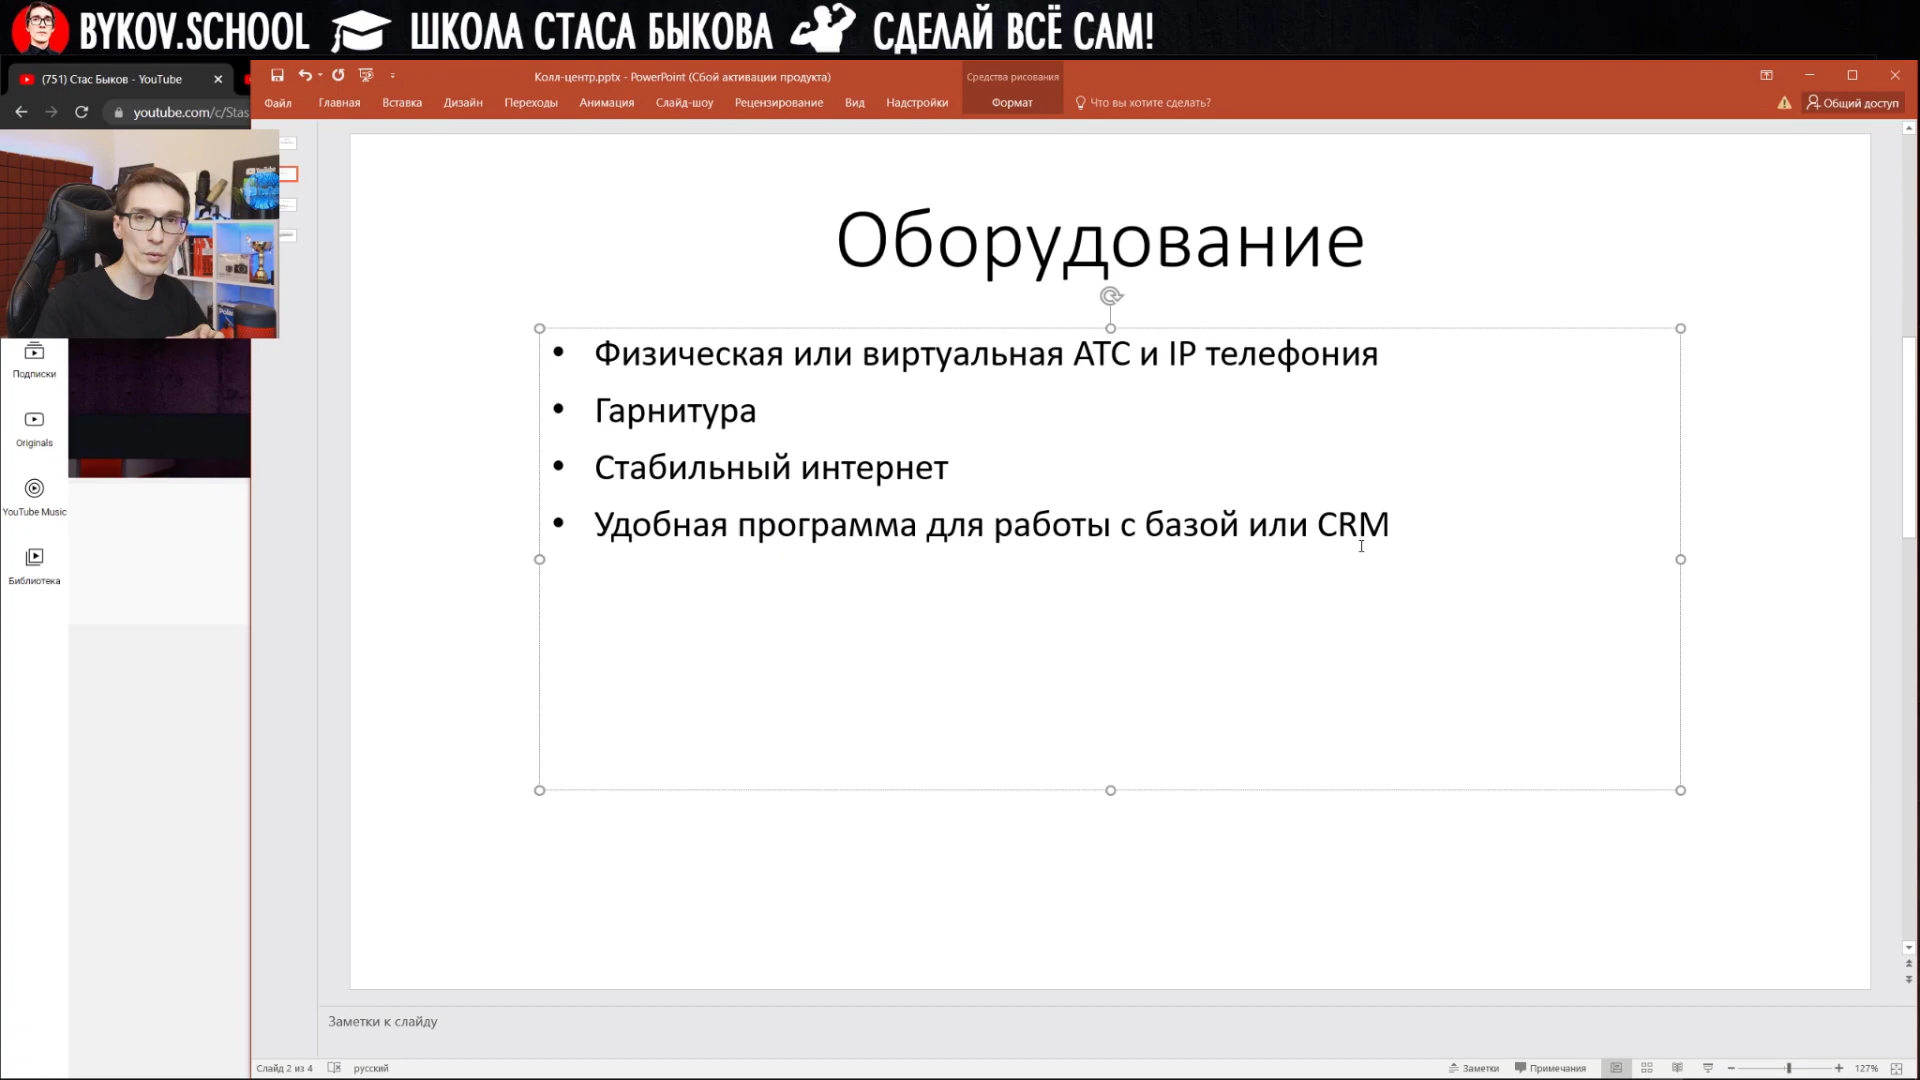 BYKOV.SCHOOL ШКОЛА СТАСА БЫКОВА СДЕЛАЙ ВСЁ САМ!
(751) Стас Быков - YouTube
youtube.com/c/Stas
Колл-центр.pptx - PowerPoint (Сбой активации продукта)
Средства рисования
Файл Главная Вставка Дизайн Переходы Анимация Слайд-шоу Рецензирование Вид Надстройки Формат Что вы хотите сделать? Общий доступ
Оборудование
• Физическая или виртуальная АТС и IP телефония
• Гарнитура
• Стабильный интернет
• Удобная программа для работы с базой или CRM
Подписки
Originals
YouTube Music
Библиотека
Заметки к слайду
Слайд 2 из 4 русский Заметки Примечания 127%